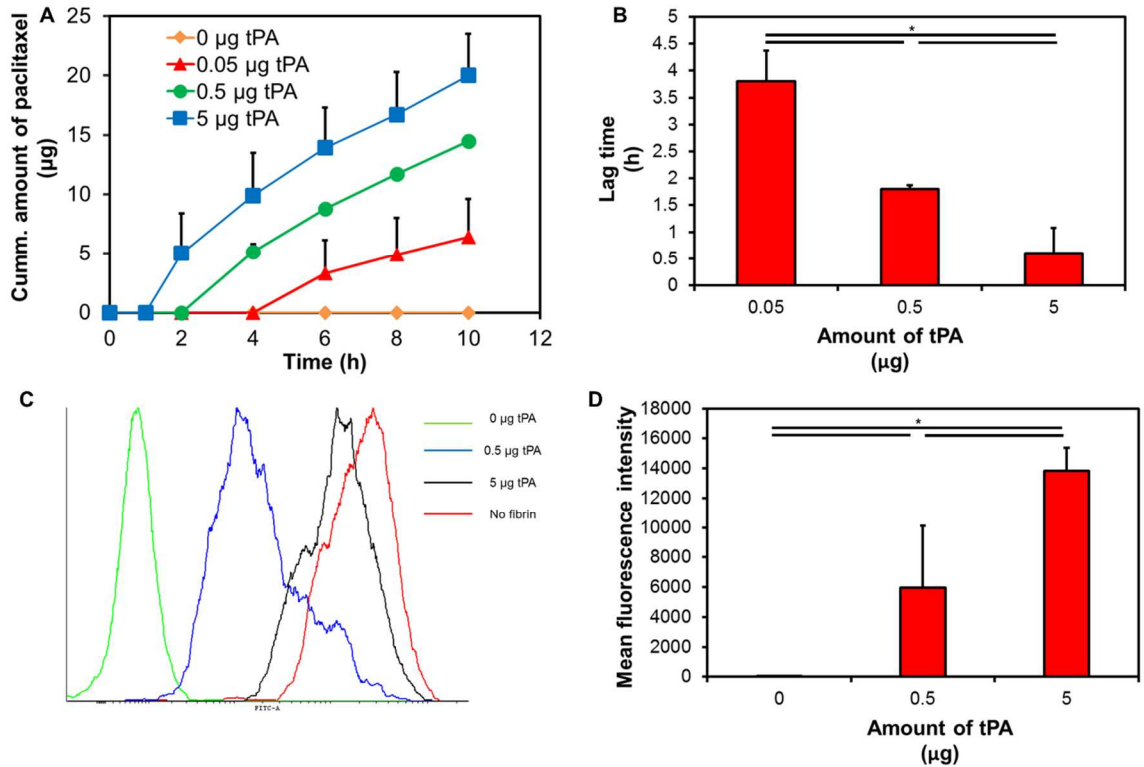 A
Cumm. amount of paclitaxel
(µg)
25
20
15
10
5
0
0 µg tPA
0.05 µg tPA
0.5 µg tPA
5 µg tPA
0
2
4
6
8
10
12
Time (h)
B
Lag time
(h)
5
4.5
4
3.5
3
2.5
2
1.5
1
0.5
0
*
0.05
0.5
5
Amount of tPA
(µg)
C
0 µg tPA
0.5 µg tPA
5 µg tPA
No fibrin
FITC-A
D
Mean fluorescence intensity
18000
16000
14000
12000
10000
8000
6000
4000
2000
0
*
0
0.5
5
Amount of tPA
(µg)